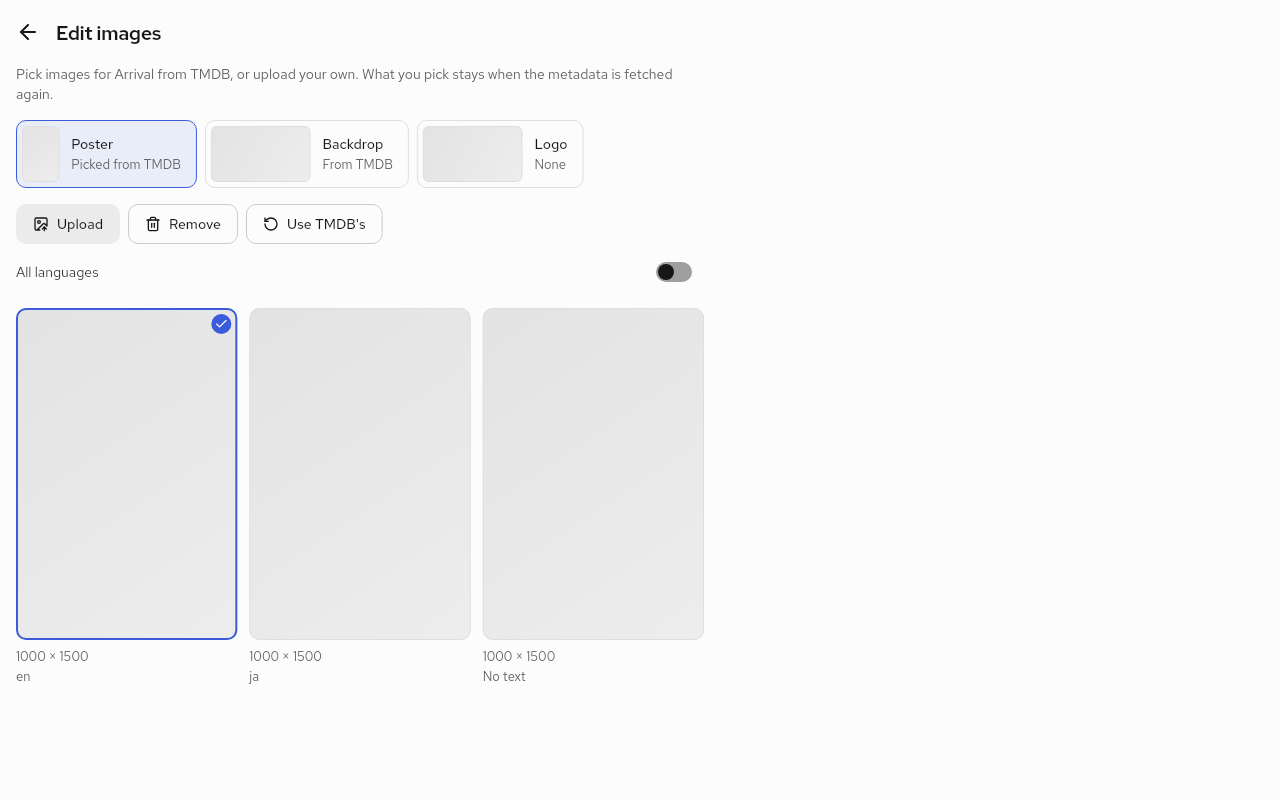 Edit images
Pick images for Arrival from TMDB, or upload your own. What you pick stays when the metadata is fetched
again.
Poster
Picked from TMDB
Backdrop
From TMDB
Logo
None
Upload
Remove
Use TMDB's
All languages
1000 × 1500
en
1000 × 1500
ja
1000 × 1500
No text